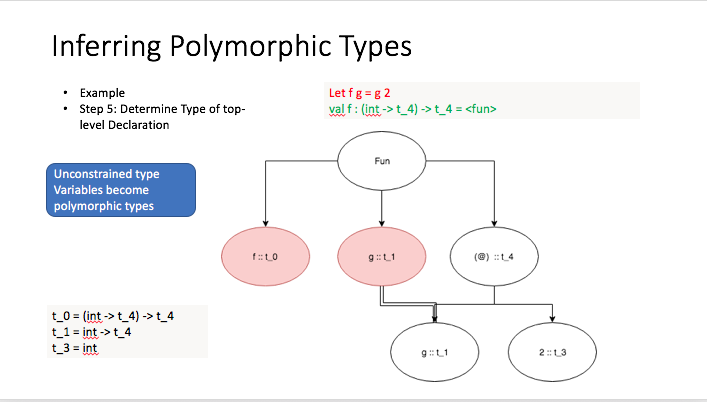 Inferring Polymorphic Types
• Example
• Step 5: Determine Type of top-
level Declaration
Let f g = g 2
val f : (int -> t_4) -> t_4 = <fun>
Unconstrained type
Variables become
polymorphic types
Fun
f :: t_0
g :: t_1
(@) :: t_4
t_0 = (int -> t_4) -> t_4
t_1 = int -> t_4
t_3 = int
g :: t_1
2 :: t_3